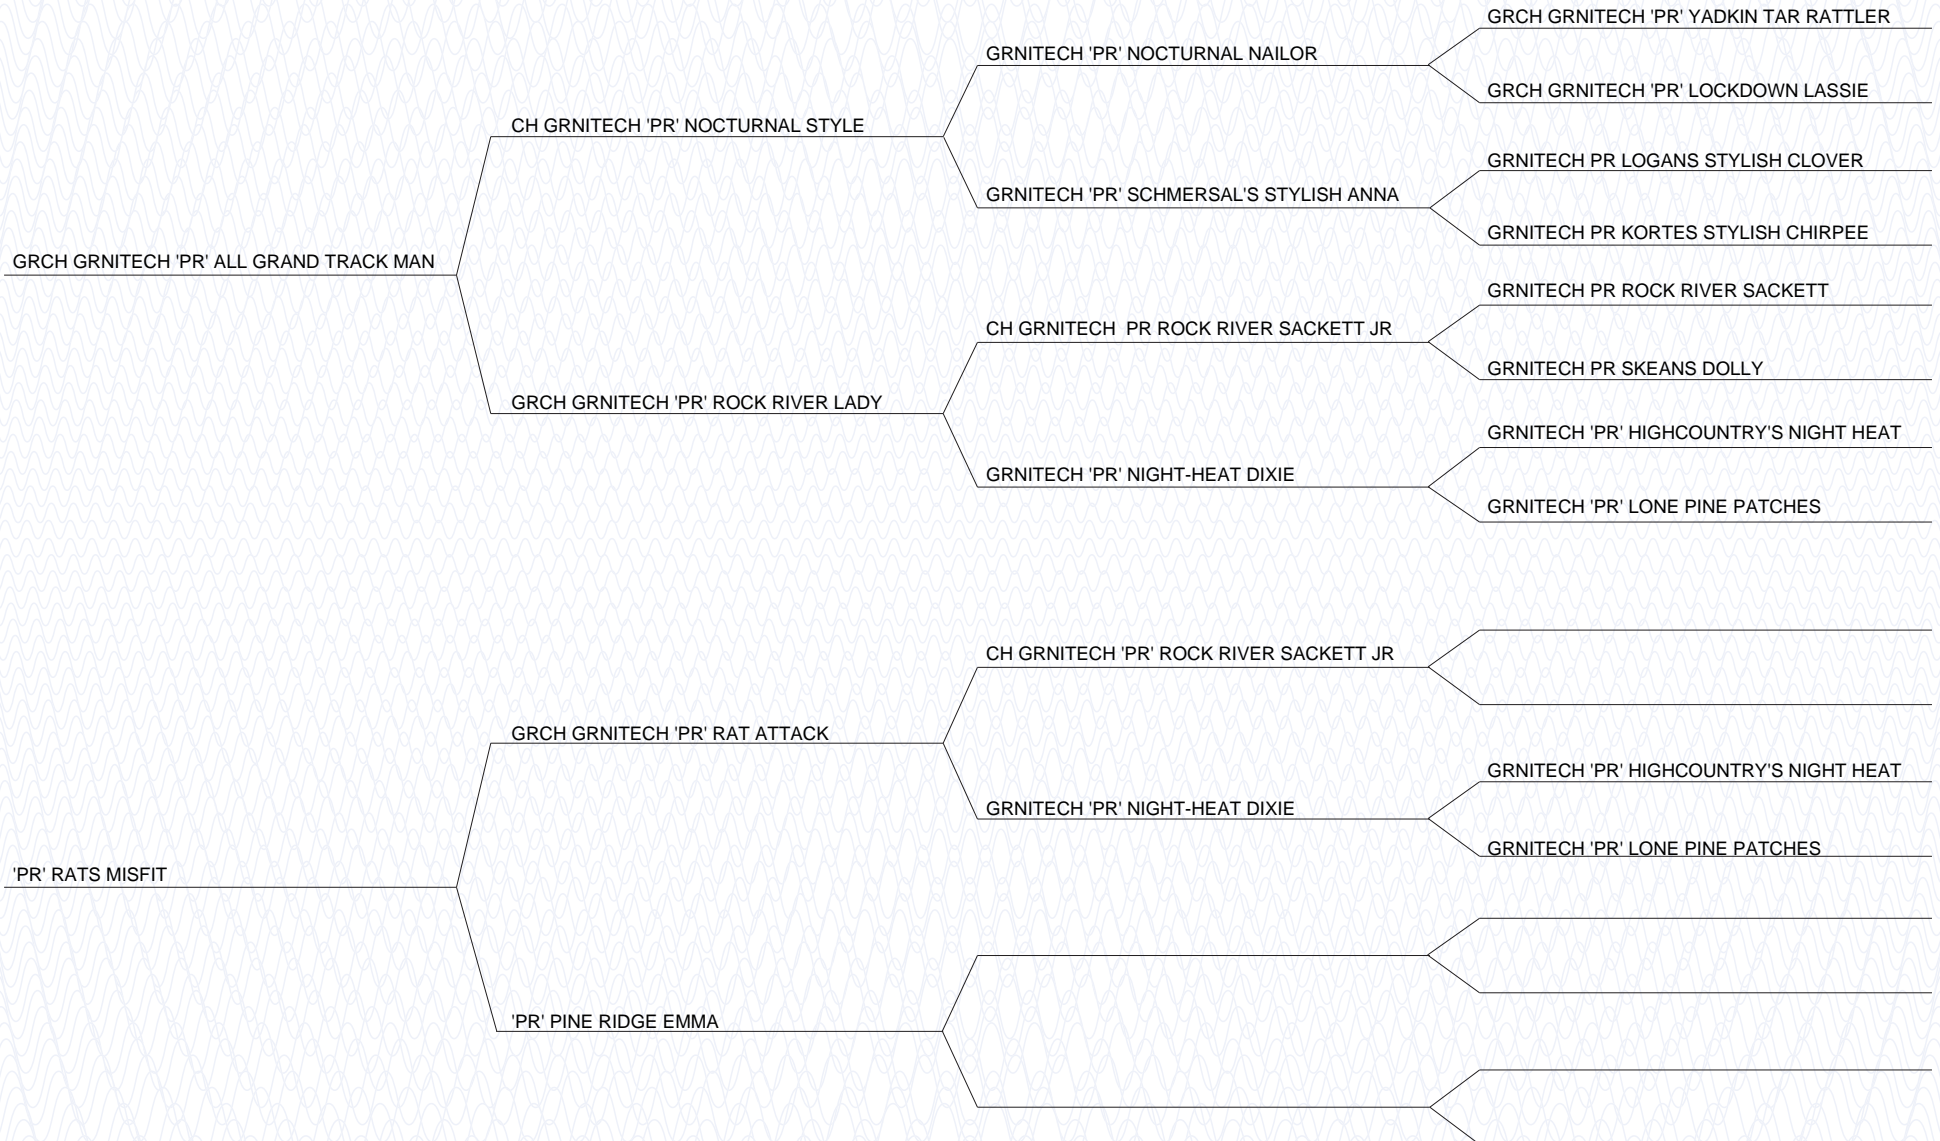 GRCH GRNITECH 'PR' YADKIN TAR RATTLER
GRNITECH 'PR' NOCTURNAL NAILOR
GRCH GRNITECH 'PR' LOCKDOWN LASSIE
CH GRNITECH 'PR' NOCTURNAL STYLE
GRNITECH PR LOGANS STYLISH CLOVER
GRNITECH 'PR' SCHMERSAL'S STYLISH ANNA
GRNITECH PR KORTES STYLISH CHIRPEE
GRCH GRNITECH 'PR' ALL GRAND TRACK MAN
GRNITECH PR ROCK RIVER SACKETT
CH GRNITECH  PR ROCK RIVER SACKETT JR
GRNITECH PR SKEANS DOLLY
GRCH GRNITECH 'PR' ROCK RIVER LADY
GRNITECH 'PR' HIGHCOUNTRY'S NIGHT HEAT
GRNITECH 'PR' NIGHT-HEAT DIXIE
GRNITECH 'PR' LONE PINE PATCHES
CH GRNITECH 'PR' ROCK RIVER SACKETT JR
GRCH GRNITECH 'PR' RAT ATTACK
GRNITECH 'PR' HIGHCOUNTRY'S NIGHT HEAT
GRNITECH 'PR' NIGHT-HEAT DIXIE
GRNITECH 'PR' LONE PINE PATCHES
'PR' RATS MISFIT
'PR' PINE RIDGE EMMA